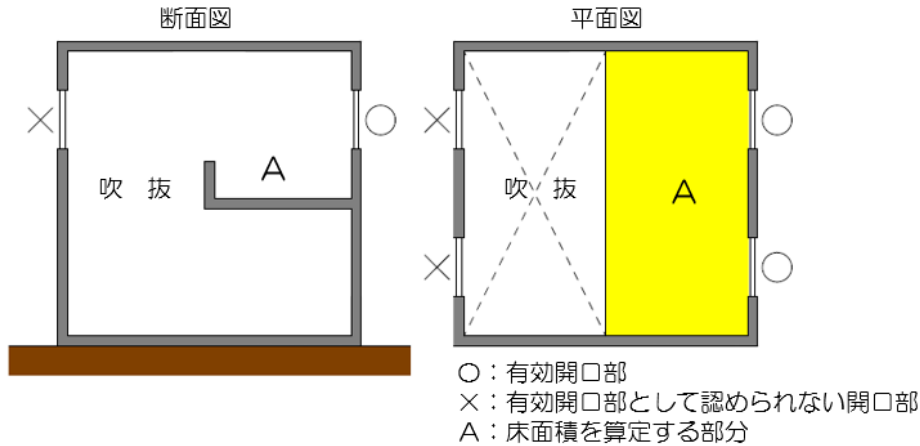 断面図
平面図
× ○
A
吹 抜
× ○
吹 抜
A
× ○
○：有効開口部
×：有効開口部として認められない開口部
A：床面積を算定する部分